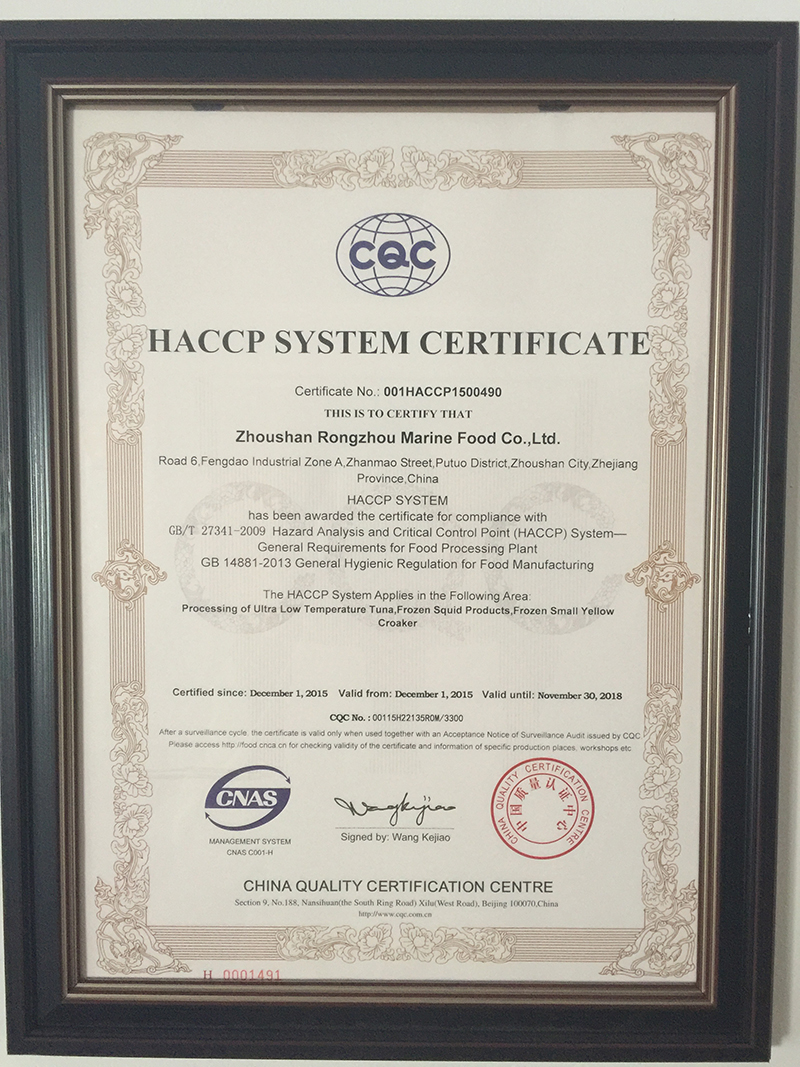 CQC
HACCP SYSTEM CERTIFICATE
Certificate No.: 001HACCP1500490
THIS IS TO CERTIFY THAT
Zhoushan Rongzhou Marine Food Co.,Ltd.
Road 6,Fengdao Industrial Zone A,Zhanmao Street,Putuo District,Zhoushan City,Zhejiang
Province,China
HACCP SYSTEM
has been awarded the certificate for compliance with
GB/T 27341-2009 Hazard Analysis and Critical Control Point (HACCP) System—
General Requirements for Food Processing Plant
GB 14881-2013 General Hygienic Regulation for Food Manufacturing
The HACCP System Applies in the Following Area:
Processing of Ultra Low Temperature Tuna,Frozen Squid Products,Frozen Small Yellow
Croaker
Certified since: December 1, 2015 Valid from: December 1, 2015 Valid until: November 30, 2018
CQC No. : 00115H22135R0M/3300
After a surveillance cycle, the certificate is valid only when used together with an Acceptance Notice of Surveillance Audit issued by CQC.
Please access http://food.cnca.cn for checking validity of the certificate and information of specific production places, workshops etc
CNAS
MANAGEMENT SYSTEM
CNAS C001-H
Wangkejiao
Signed by: Wang Kejiao
CHINA QUALITY CERTIFICATION CENTRE
中国质量认证中心
CHINA QUALITY CERTIFICATION CENTRE
Section 9, No.188, Nansihuan(the South Ring Road) Xilu(West Road), Beijing 100070,China
http://www.cqc.com.cn
H 0001491